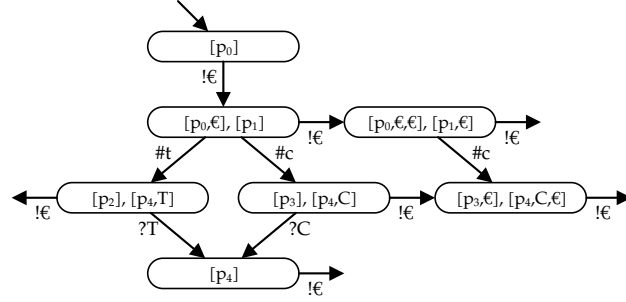 [p0]
!€
[p0,€], [p1]
!€
[p0,€,€], [p1,€]
!€
#t
#c
#c
[p2], [p4,T]
[p3], [p4,C]
[p3,€], [p4,C,€]
!€
?T
?C
!€
!€
[p4]
!€